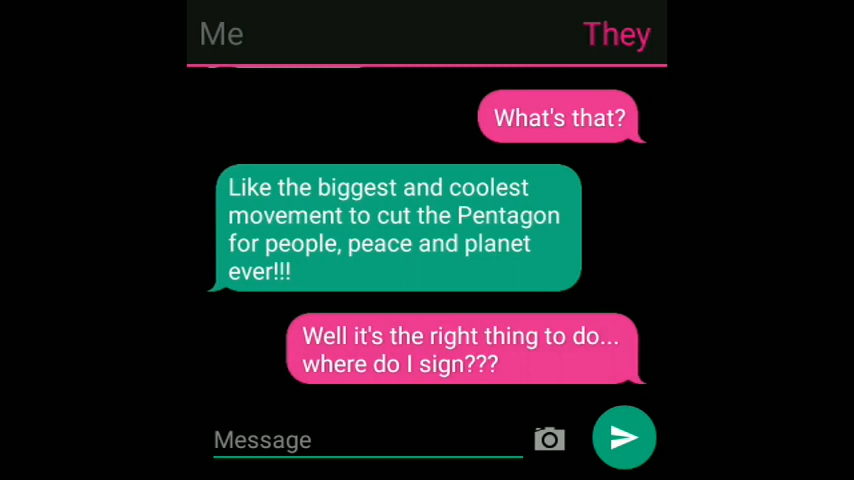 Me
They
What's that?
Like the biggest and coolest
movement to cut the Pentagon
for people, peace and planet
ever!!!
Well it's the right thing to do...
where do I sign???
Message